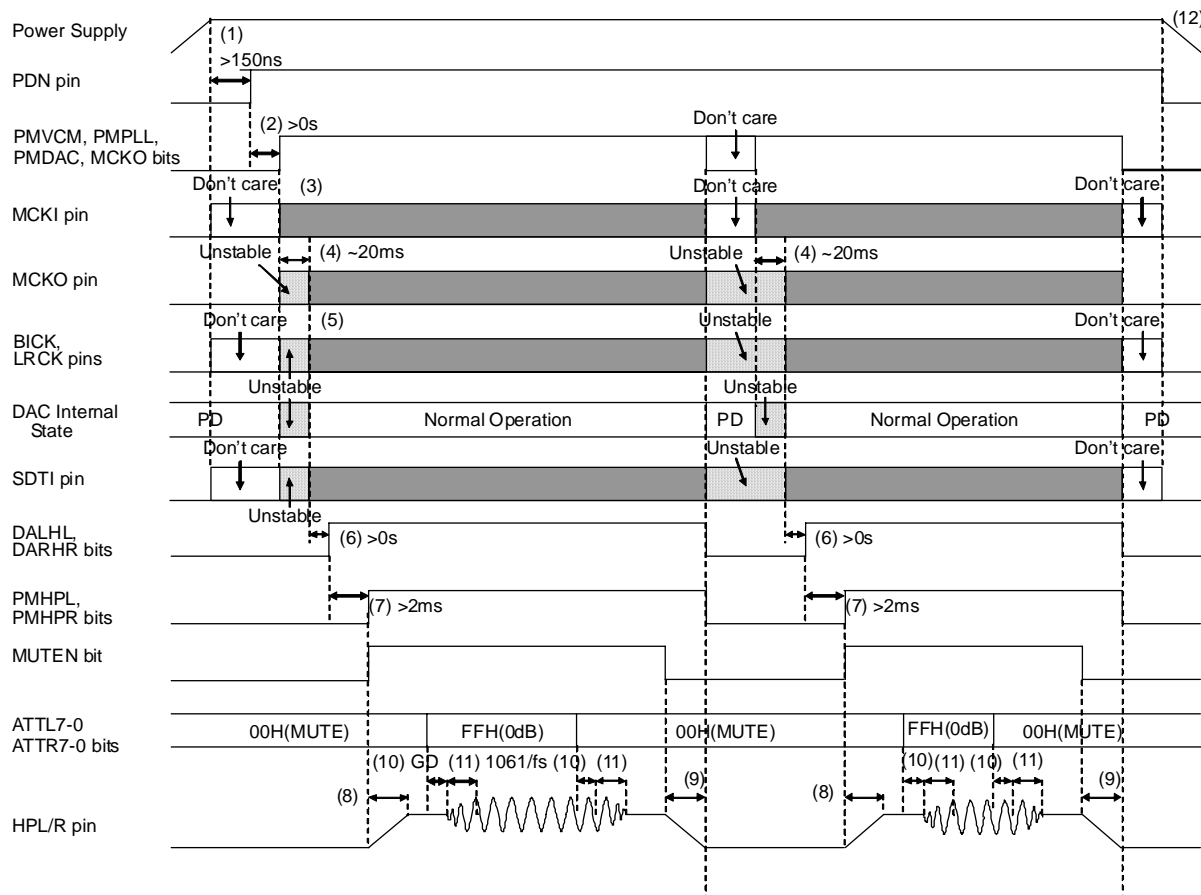 Power Supply
(1)
(12)
>150ns
PDN pin
(2) >0s
Don't care
PMVCM, PMPLL,
PMDAC, MCKO bits
Don't care
(3)
Don't care
Don't care
MCKI pin
Unstable
(4) ~20ms
Unstable
(4) ~20ms
MCKO pin
Don't care
(5)
Unstable
Don't care
BICK,
LRCK pins
Unstable
Unstable
DAC Internal
State
PD
Normal Operation
PD
Normal Operation
PD
Don't care
Unstable
Don't care
SDTI pin
Unstable
DALHL,
DARHR bits
(6) >0s
(6) >0s
PMHPL,
PMHPR bits
(7) >2ms
(7) >2ms
MUTEN bit
ATTL7-0
ATTR7-0 bits
00H(MUTE)
FFH(0dB)
00H(MUTE)
FFH(0dB)
00H(MUTE)
(10) GD
(11) 1061/fs
(10)
(11)
(10)
(11)
(10)
(11)
(8)
(9)
(8)
(9)
HPL/R pin